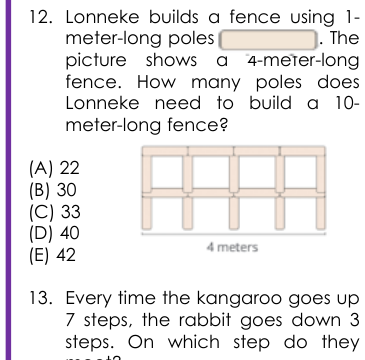 12. Lonneke builds a fence using 1-
meter-long poles . The
picture shows a 4-meter-long
fence. How many poles does
Lonneke need to build a 10-
meter-long fence?
(A) 22
(B) 30
(C) 33
(D) 40
(E) 42
4 meters
13. Every time the kangaroo goes up
7 steps, the rabbit goes down 3
steps. On which step do they